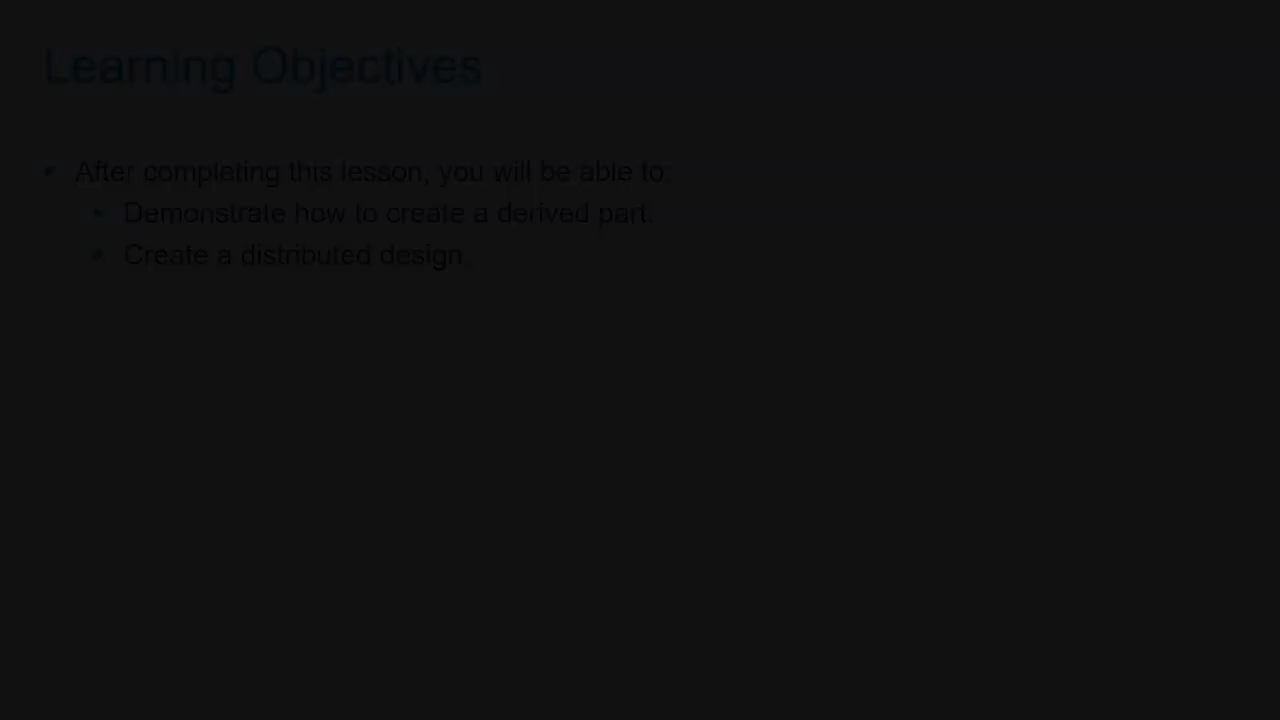 Learning Objectives
• After completing this lesson, you will be able to:
• Demonstrate how to create a derived part.
• Create a distributed design.